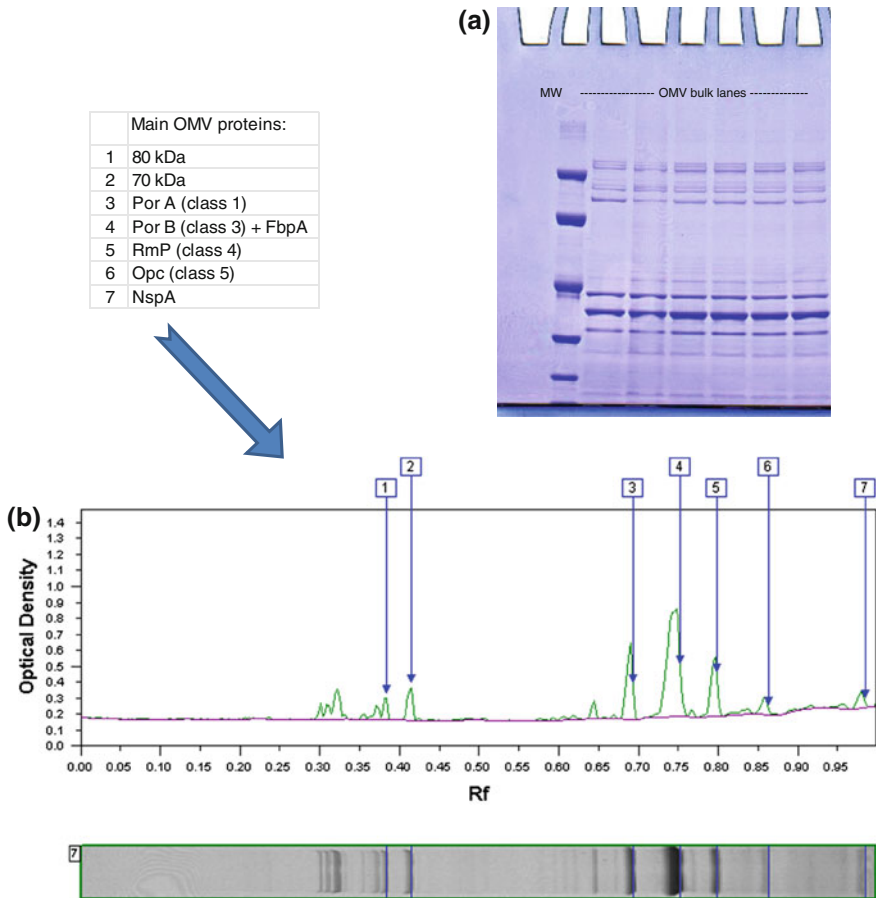 (a)
MW ------------------ OMV bulk lanes --------------
Main OMV proteins:
1 80 kDa
2 70 kDa
3 Por A (class 1)
4 Por B (class 3) + FbpA
5 RmP (class 4)
6 Opc (class 5)
7 NspA
(b)
1 2 3 4 5 6 7
Optical Density
1.4
1.3
1.2
1.1
1.0
0.9
0.8
0.7
0.6
0.5
0.4
0.3
0.2
0.1
0.0
0.00 0.05 0.10 0.15 0.20 0.25 0.30 0.35 0.40 0.45 0.50 0.55 0.60 0.65 0.70 0.75 0.80 0.85 0.90 0.95
Rf
7